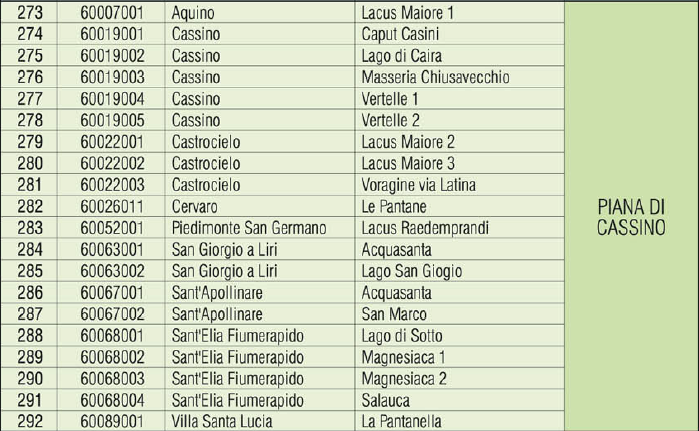 273 60007001 Aquino Lacus Maiore 1
274 60019001 Cassino Caput Casini
275 60019002 Cassino Lago di Caira
276 60019003 Cassino Masseria Chiusavecchio
277 60019004 Cassino Vertelle 1
278 60019005 Cassino Vertelle 2
279 60022001 Castrocielo Lacus Maiore 2
280 60022002 Castrocielo Lacus Maiore 3
281 60022003 Castrocielo Voragine via Latina
282 60026011 Cervaro Le Pantane
283 60052001 Piedimonte San Germano Lacus Raedemprandi
284 60063001 San Giorgio a Liri Acquasanta
285 60063002 San Giorgio a Liri Lago San Giogio
286 60067001 Sant'Apollinare Acquasanta
287 60067002 Sant'Apollinare San Marco
288 60068001 Sant'Elia Fiumerapido Lago di Sotto
289 60068002 Sant'Elia Fiumerapido Magnesiaca 1
290 60068003 Sant'Elia Fiumerapido Magnesiaca 2
291 60068004 Sant'Elia Fiumerapido Salauca
292 60089001 Villa Santa Lucia La Pantanella
PIANA DI
CASSINO